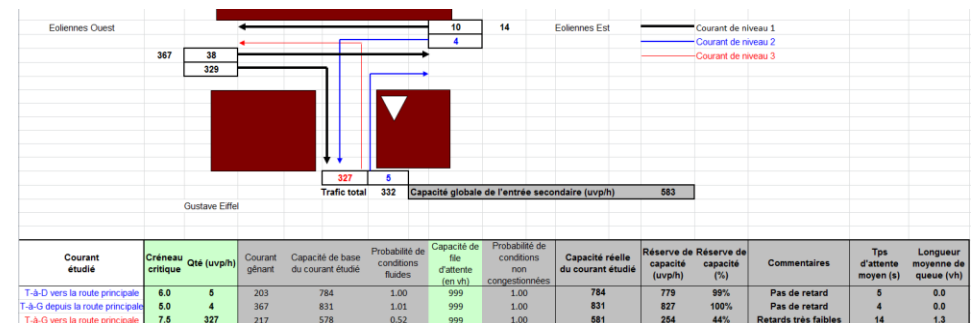 Eoliennes Ouest 10 14 Eoliennes Est Courant de niveau 1
4 Courant de niveau 2
367 38 Courant de niveau 3
329
327 5
Trafic total 332 Capacité globale de l'entrée secondaire (uvp/h) 583
Gustave Eiffel
Courant étudié Créneau critique Qté (uvp/h) Courant gênant Capacité de base du courant étudié Probabilité de conditions fluides Capacité de file d'attente (en vh) Probabilité de conditions non congestionnées Capacité réelle du courant étudié Réserve de capacité (uvp/h) Réserve de capacité (%) Commentaires Tps d'attente moyen (s) Longueur moyenne de queue (vh)
T-à-D vers la route principale 6.0 5 203 784 1.00 999 1.00 784 779 99% Pas de retard 5 0.0
T-à-G depuis la route principale 5.0 4 367 831 1.01 999 1.00 831 827 100% Pas de retard 4 0.0
T-à-G vers la route principale 7.5 327 217 578 0.52 999 1.00 581 254 44% Retards très faibles 14 1.3